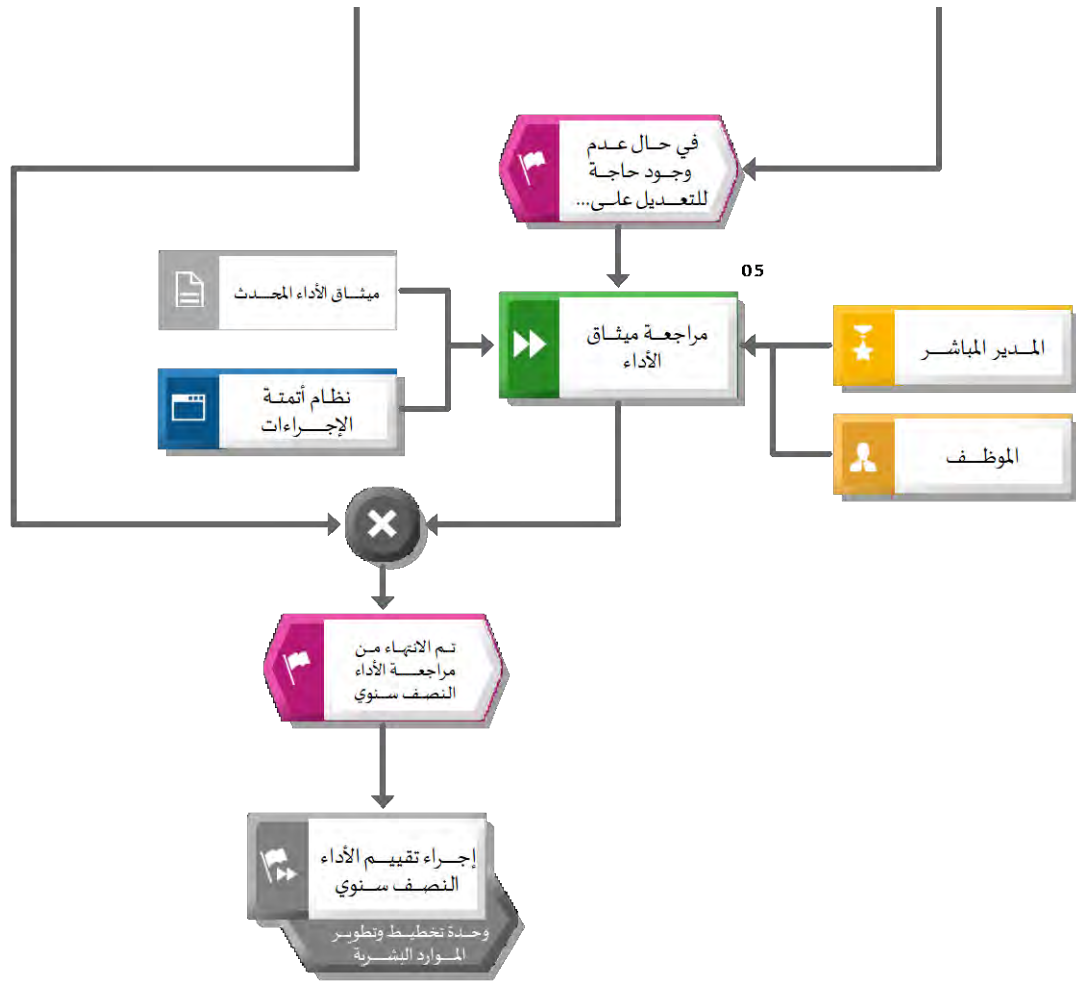 في حال عدم
وجود حاجة
للتعديل على...
05
ميثاق الأداء المحدث
مراجعة ميثاق
الأداء
المدير المباشر
نظام أتمتة
الإجراءات
الموظف
تم الانتهاء من
مراجعة الأداء
النصف سنوي
إجراء تقييم الأداء
النصف سنوي
وحدة تخطيط وتطوير
الموارد البشرية